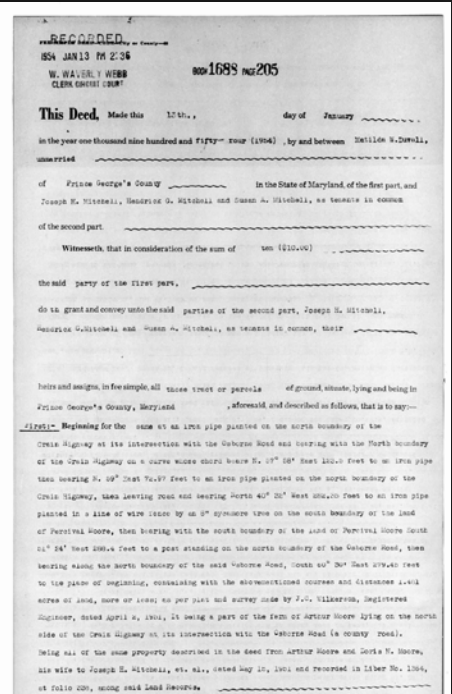 RECORDED
1954 JAN 13 PM 2:36
W. WAVERLY WEBB
CLERK CIRCUIT COURT
BOOK 1688 PAGE 205
This Deed, Made this 13th., day of January
in the year one thousand nine hundred and fifty- four (1954) , by and between Matilda W.Duvall,
unmarried
of Prince George's County in the State of Maryland, of the first part, and
Joseph H. Mitchell, Hendrick G. Mitchell and Susan A. Mitchell, as tenants in common
of the second part.
Witnesseth, that in consideration of the sum of ten ($10.00)
the said party of the first part,
do th grant and convey unto the said parties of the second part, Joseph H. Mitchell,
Hendrick G.Mitchell and Susan A. Mitchell, as tenants in common, their
heirs and assigns, in fee simple, all those tract or parcels of ground, situate, lying and being in
Prince George's County, Maryland , aforesaid, and described as follows, that is to say:—
First:- Beginning for the same at an iron pipe planted on the north boundary of the
Crain Highway at its intersection with the Osborne Road and bearing with the North boundary
of the Crain Highway on a curve whose chord bears N. East to an iron pipe
then bearing N. East feet to an iron pipe planted on the north boundary of the
Crain Highway, then leaving road and bearing North 40° West feet to an iron pipe
planted in a line of wire fence by an sycamore tree on the south boundary of the land
of Percival Moore, then bearing with the south boundary of the land of Percival Moore South
West feet to a post standing on the north boundary of the Osborne Road, then
bearing along the north boundary of the said Osborne Road, South East feet
to the place of beginning, containing with the abovementioned courses and distances
acres of land, more or less; as per plat and survey made by J.C. Wilkerson, Registered
Engineer, dated April 2, 1951, It being a part of the farm of Arthur Moore lying on the north
side of the Crain Highway at its intersection with the Osborne Road (a county road).
Being all of the same property described in the deed from Arthur Moore and Doris N. Moore,
his wife to Joseph H. Mitchell, et. al., dated May 15, 1951 and recorded in Liber No.
at folio among said Land Records.